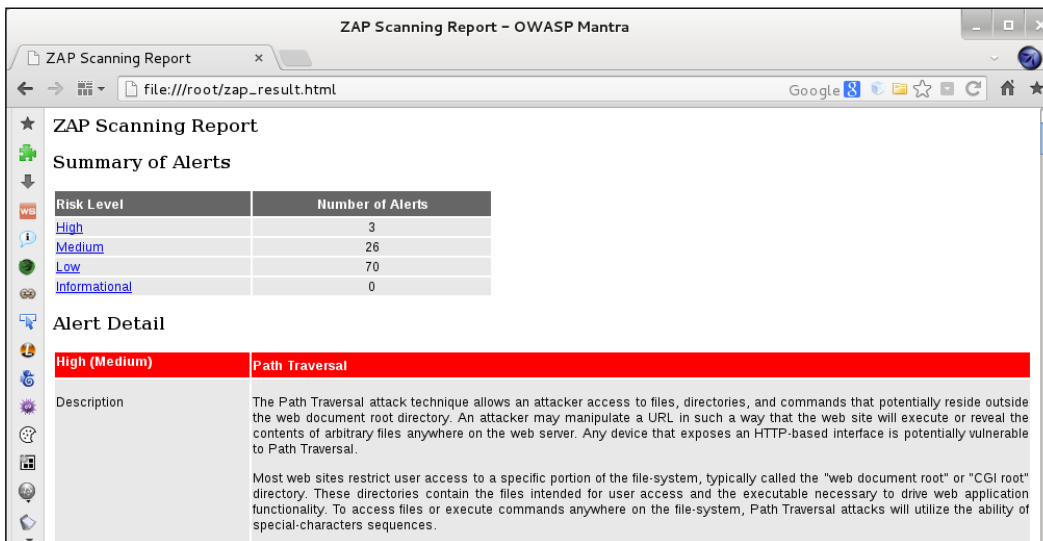 ZAP Scanning Report - OWASP Mantra
ZAP Scanning Report
file:///root/zap_result.html
Google 8
ZAP Scanning Report
Summary of Alerts
Risk Level Number of Alerts
High 3
Medium 26
Low 70
Informational 0
Alert Detail
High (Medium) Path Traversal
Description The Path Traversal attack technique allows an attacker access to files, directories, and commands that potentially reside outside
the web document root directory. An attacker may manipulate a URL in such a way that the web site will execute or reveal the
contents of arbitrary files anywhere on the web server. Any device that exposes an HTTP-based interface is potentially vulnerable
to Path Traversal.
Most web sites restrict user access to a specific portion of the file-system, typically called the "web document root" or "CGI root"
directory. These directories contain the files intended for user access and the executable necessary to drive web application
functionality. To access files or execute commands anywhere on the file-system, Path Traversal attacks will utilize the ability of
special-characters sequences.
WS